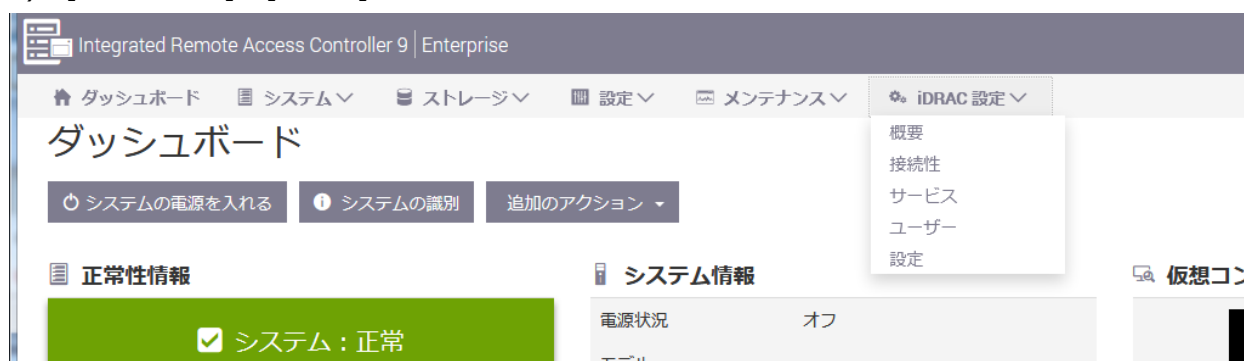 Integrated Remote Access Controller 9 | Enterprise
ダッシュボード システム ストレージ 設定 メンテナンス iDRAC 設定
概要
接続性
サービス
ユーザー
設定
ダッシュボード
システムの電源を入れる システムの識別 追加のアクション
正常性情報 システム情報 仮想コン
システム：正常
電源状況 オフ